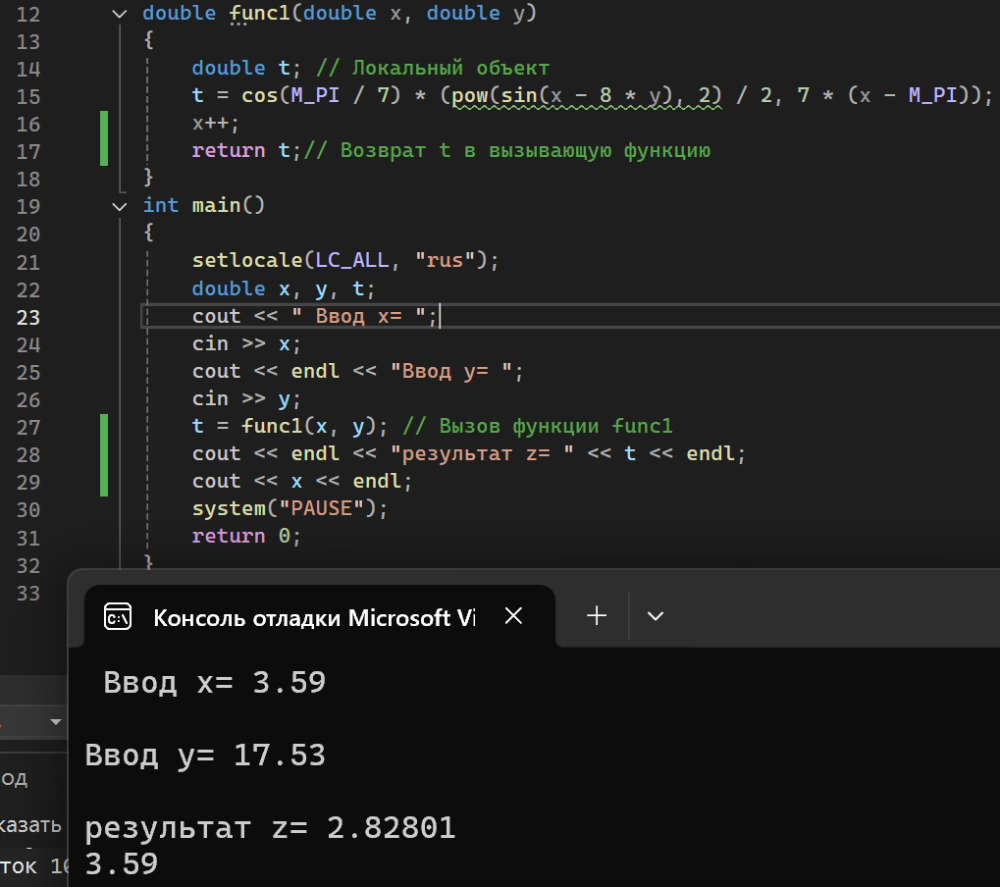 12 double func1(double x, double y)
13 {
14 double t; // Локальный объект
15 t = cos(M_PI / 7) * (pow(sin(x - 8 * y), 2) / 2, 7 * (x - M_PI));
16 x++;
17 return t;// Возврат t в вызывающую функцию
18 }
19 int main()
20 {
21 setlocale(LC_ALL, "rus");
22 double x, y, t;
23 cout << " Ввод x= ";
24 cin >> x;
25 cout << endl << "Ввод y= ";
26 cin >> y;
27 t = func1(x, y); // Вызов функции func1
28 cout << endl << "результат z= " << t << endl;
29 cout << x << endl;
30 system("PAUSE");
31 return 0;
32 }
33
Консоль отладки Microsoft Vi
Ввод x= 3.59
Ввод y= 17.53
од
результат z= 2.82801
казать
3.59
ток 10